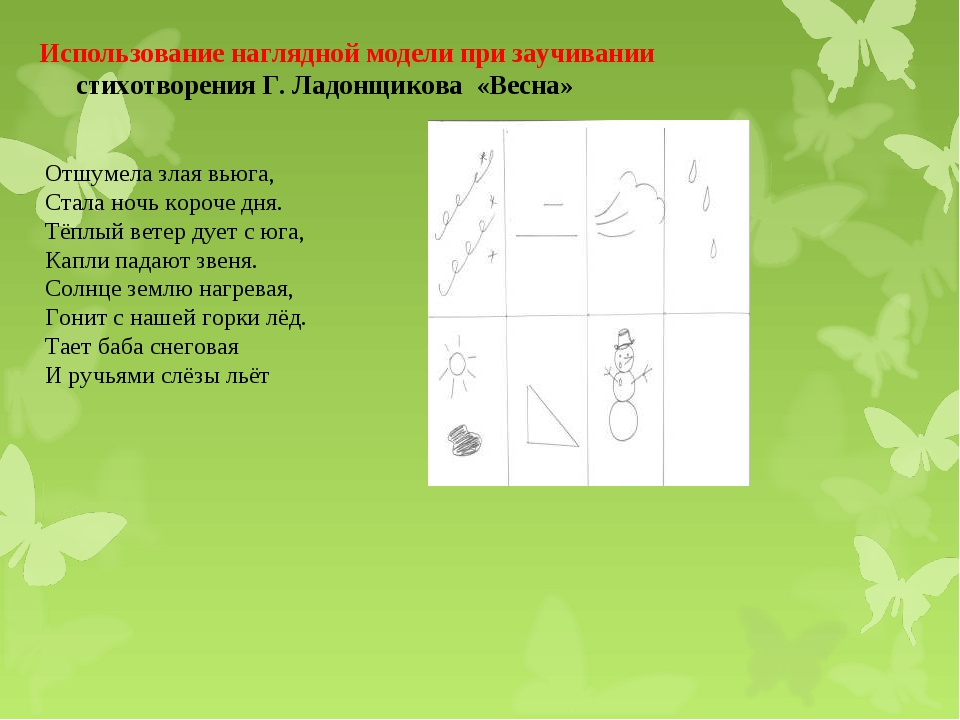 Использование наглядной модели при заучивании
стихотворения Г. Ладонщикова «Весна»
Отшумела злая вьюга,
Стала ночь короче дня.
Тёплый ветер дует с юга,
Капли падают звеня.
Солнце землю нагревая,
Гонит с нашей горки лёд.
Тает баба снеговая
И ручьями слёзы льёт